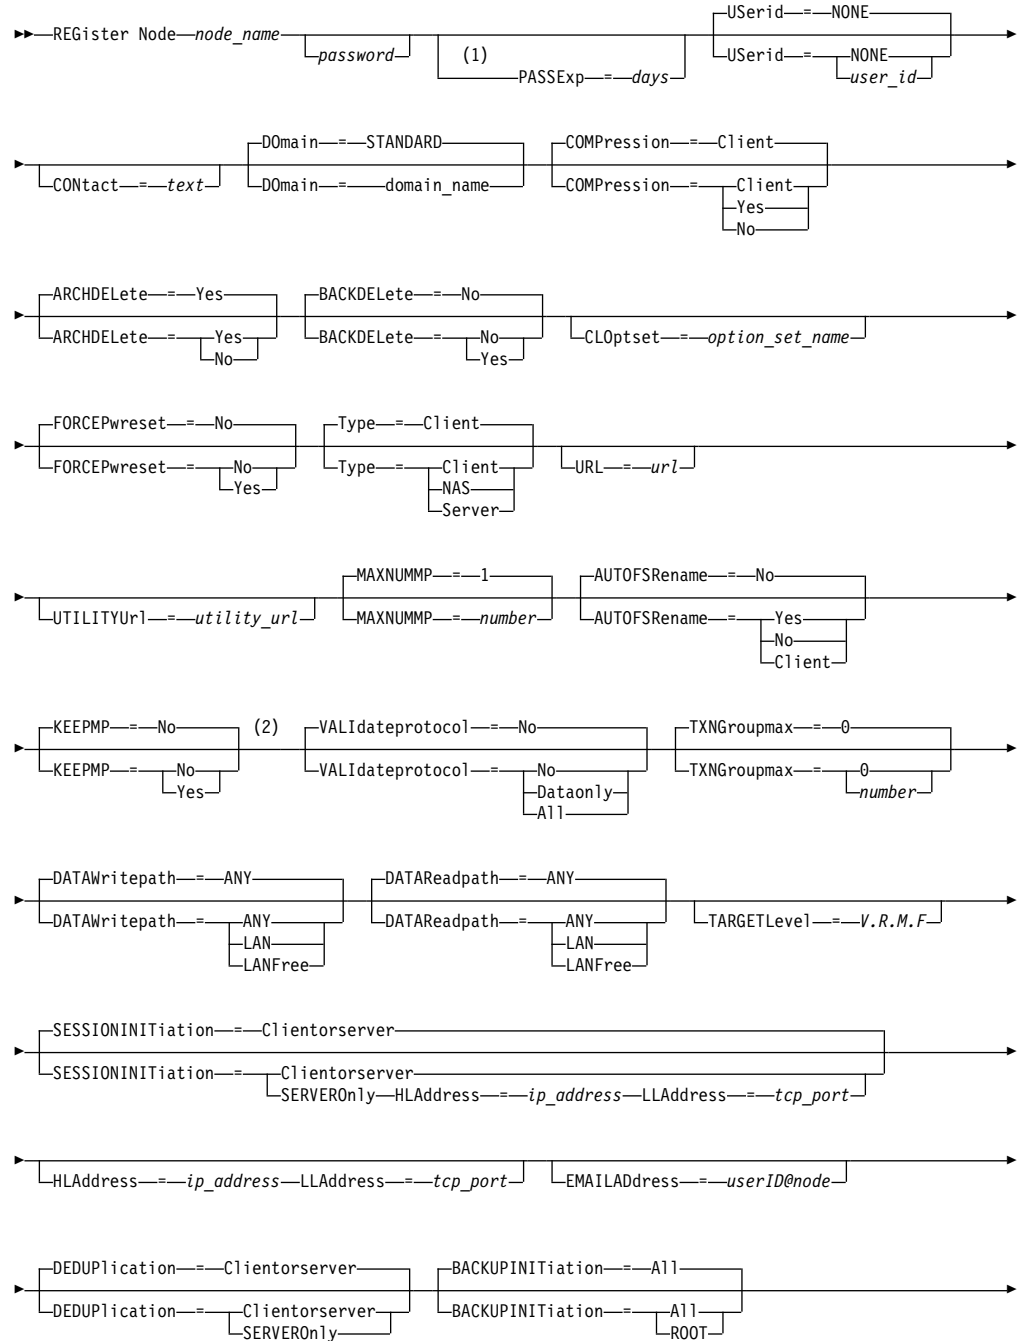 USerid = NONE
REGister Node node_name password (1) PASSExp = days USerid = NONE
user_id
DOmain = STANDARD COMPression = Client
CONtact = text DOmain = domain_name COMPression = Client
Yes
No
ARCHDELete = Yes BACKDELete = No
ARCHDELete = Yes BACKDELete = No CLOptset = option_set_name
No Yes
FORCEPwreset = No Type = Client
FORCEPwreset = No Type = Client URL = url
Yes NAS
Server
MAXNUMMP = 1 AUTOFSRename = No
UTILITYUrl = utility_url MAXNUMMP = number AUTOFSRename = Yes
No
Client
KEEPMP = No (2) VALIdateprotocol = No TXNGroupmax = 0
KEEPMP = No VALIdateprotocol = No TXNGroupmax = 0
Yes Dataonly number
All
DATAWritepath = ANY DATAReadpath = ANY
DATAWritepath = ANY DATAReadpath = ANY TARGETLevel = V.R.M.F
LAN LAN
LANFree LANFree
SESSIONINITiation = Clientorserver
SESSIONINITiation = Clientorserver
SERVEROnly HLAddress = ip_address LLAddress = tcp_port
HLAddress = ip_address LLAddress = tcp_port EMAILADdress = userID@node
DEDUPlication = Clientorserver BACKUPINITiation = All
DEDUPlication = Clientorserver BACKUPINITiation = All
SERVEROnly ROOT